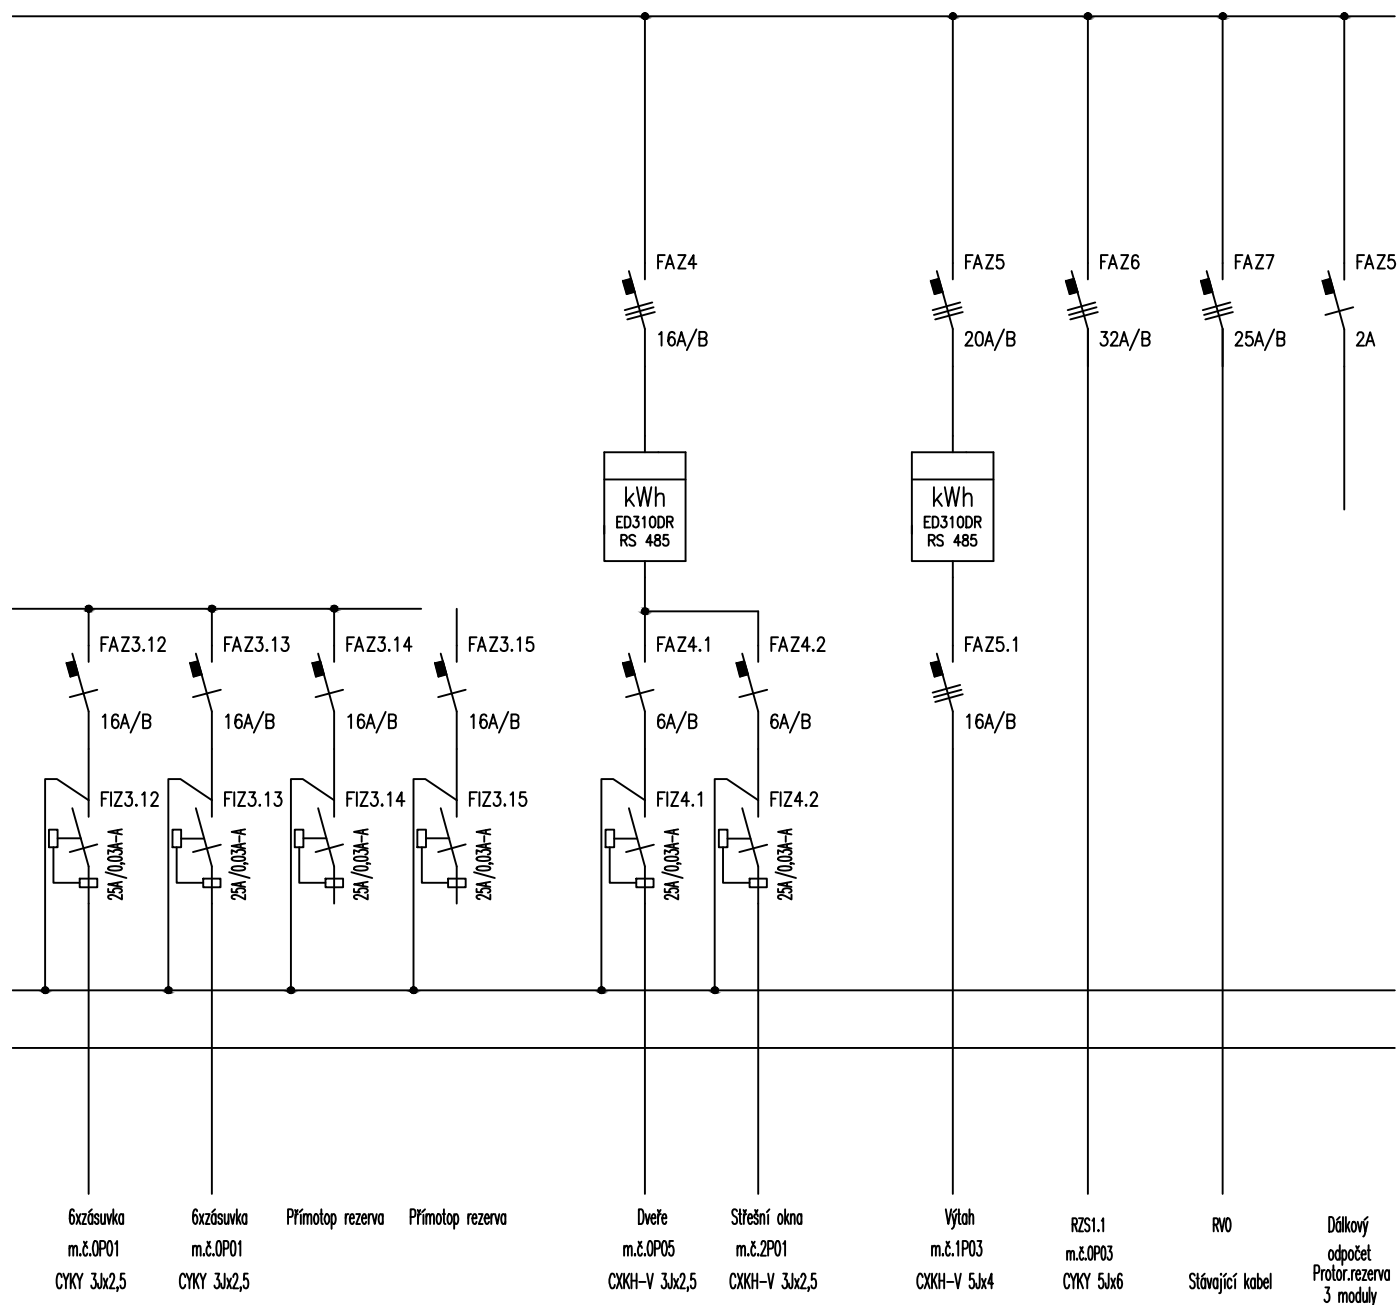 FAZ4
FAZ5
FAZ6
FAZ7
FAZ5
16A/B
20A/B
32A/B
25A/B
2A
kWh
ED310DR
RS 485
kWh
ED310DR
RS 485
FAZ3.12
FAZ3.13
FAZ3.14
FAZ3.15
FAZ4.1
FAZ4.2
FAZ5.1
16A/B
16A/B
16A/B
16A/B
6A/B
6A/B
16A/B
FIZ3.12
FIZ3.13
FIZ3.14
FIZ3.15
FIZ4.1
FIZ4.2
25A/0,03A-A
25A/0,03A-A
25A/0,03A-A
25A/0,03A-A
25A/0,03A-A
25A/0,03A-A
6xzásuvka
m.č.0P01
CYKY 3Jx2,5
6xzásuvka
m.č.0P01
CYKY 3Jx2,5
Přímotop rezerva
Přímotop rezerva
Dveře
m.č.0P05
CXKH-V 3Jx2,5
Střešní okna
m.č.2P01
CXKH-V 3Jx2,5
Výtah
m.č.1P03
CXKH-V 5Jx4
RZS1.1
m.č.0P03
CYKY 5Jx6
RVO
Stávající kabel
Dálkový
odpočet
Protor.rezerva
3 moduly